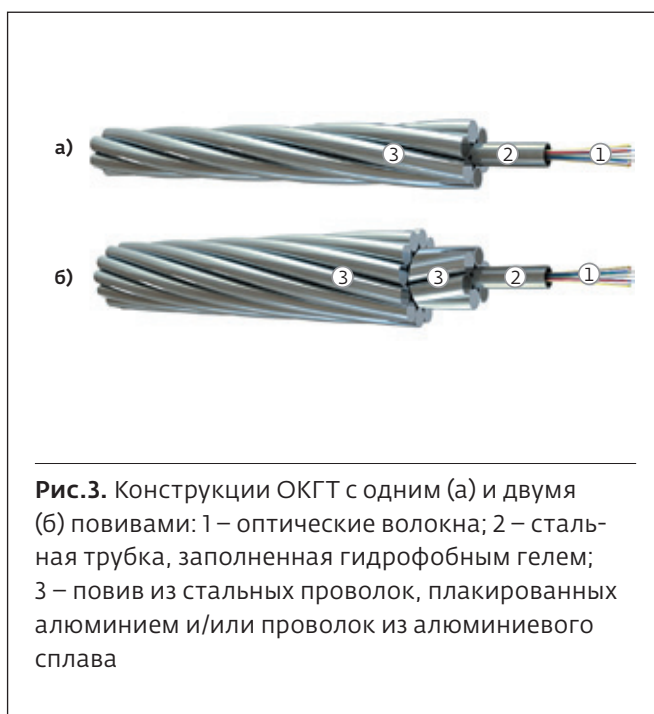 а) 3 2 1
б) 3 3 2 1
Рис.3. Конструкции ОКГТ с одним (а) и двумя
(б) повивами: 1 – оптические волокна; 2 – сталь-
ная трубка, заполненная гидрофобным гелем;
3 – повив из стальных проволок, плакированных
алюминием и/или проволок из алюминиевого
сплава